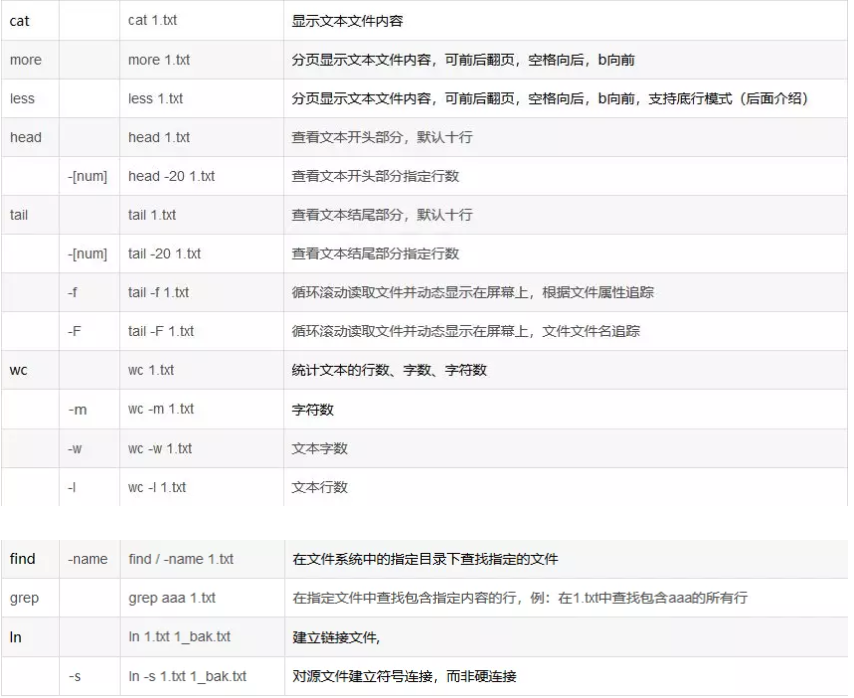 cat cat 1.txt 显示文本文件内容
more more 1.txt 分页显示文本文件内容，可前后翻页，空格向后，b向前
less less 1.txt 分页显示文本文件内容，可前后翻页，空格向后，b向前，支持底行模式（后面介绍）
head head 1.txt 查看文本开头部分，默认十行
-[num] head -20 1.txt 查看文本开头部分指定行数
tail tail 1.txt 查看文本结尾部分，默认十行
-[num] tail -20 1.txt 查看文本结尾部分指定行数
-f tail -f 1.txt 循环滚动读取文件并动态显示在屏幕上，根据文件属性追踪
-F tail -F 1.txt 循环滚动读取文件并动态显示在屏幕上，文件文件名追踪
wc wc 1.txt 统计文本的行数、字数、字符数
-m wc -m 1.txt 字符数
-w wc -w 1.txt 文本字数
-l wc -l 1.txt 文本行数
find -name find / -name 1.txt 在文件系统中的指定目录下查找指定的文件
grep grep aaa 1.txt 在指定文件中查找包含指定内容的行，例：在1.txt中查找包含aaa的所有行
ln ln 1.txt 1_bak.txt 建立链接文件,
-s ln -s 1.txt 1_bak.txt 对源文件建立符号连接，而非硬连接